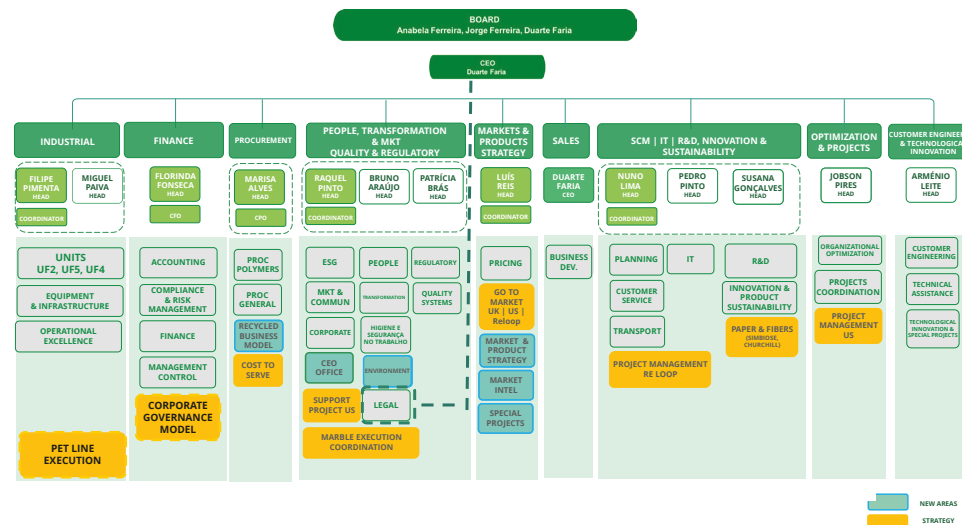 BOARD
Anabela Ferreira, Jorge Ferreira, Duarte Faria
CEO
Duarte Faria
INDUSTRIAL
FINANCE
PROCUREMENT
PEOPLE, TRANSFORMATION
& MKT
QUALITY & REGULATORY
MARKETS &
PRODUCTS
STRATEGY
SALES
SCM | IT | R&D, NNOVATION &
SUSTAINABILITY
OPTIMIZATION
& PROJECTS
CUSTOMER ENGINEER
& TECHNOLOGICA
INNOVATION
FILIPE
PIMENTA
HEAD
COORDINATOR
MIGUEL
PAIVA
HEAD
FLORINDA
FONSECA
HEAD
CFO
MARISA
ALVES
HEAD
CPO
RAQUEL
PINTO
HEAD
COORDINATOR
BRUNO
ARAÚJO
HEAD
PATRÍCIA
BRÁS
HEAD
LUÍS
REIS
HEAD
COORDINATOR
DUARTE
FARIA
CEO
NUNO
LIMA
HEAD
COORDINATOR
PEDRO
PINTO
HEAD
SUSANA
GONÇALVES
HEAD
JOBSON
PIRES
HEAD
ARMÉNIO
LEITE
HEAD
UNITS
UF2, UF5, UF4
EQUIPMENT
& INFRASTRUCTURE
OPERATIONAL
EXCELLENCE
PET LINE
EXECUTION
ACCOUNTING
COMPLIANCE
& RISK
MANAGEMENT
FINANCE
MANAGEMENT
CONTROL
CORPORATE
GOVERNANCE
MODEL
PROC
POLYMERS
PROC
GENERAL
RECYCLED
BUSINESS
MODEL
COST TO
SERVE
ESG
PEOPLE
REGULATORY
MKT &
COMMUN
TRANSFORMATION
QUALITY
SYSTEMS
CORPORATE
HIGIENE E
SEGURANÇA
NO TRABALHO
CEO
OFFICE
ENVIRONMENT
SUPPORT
PROJECT US
LEGAL
MARBLE EXECUTION
COORDINATION
PRICING
GO TO
MARKET
UK | US |
Reloop
MARKET &
PRODUCT
STRATEGY
MARKET
INTEL
SPECIAL
PROJECTS
BUSINESS
DEV.
PLANNING
IT
R&D
CUSTOMER
SERVICE
INNOVATION &
PRODUCT
SUSTAINABILITY
TRANSPORT
PAPER & FIBERS
(SIMBIOSE,
CHURCHILL)
PROJECT MANAGEMENT
RE LOOP
ORGANIZATIONAL
OPTIMIZATION
PROJECTS
COORDINATION
PROJECT
MANAGEMENT
US
CUSTOMER
ENGINEERING
TECHNICAL
ASSISTANCE
TECHNOLOGICAL
INNOVATION &
SPECIAL PROJECTS
NEW AREAS
STRATEGY